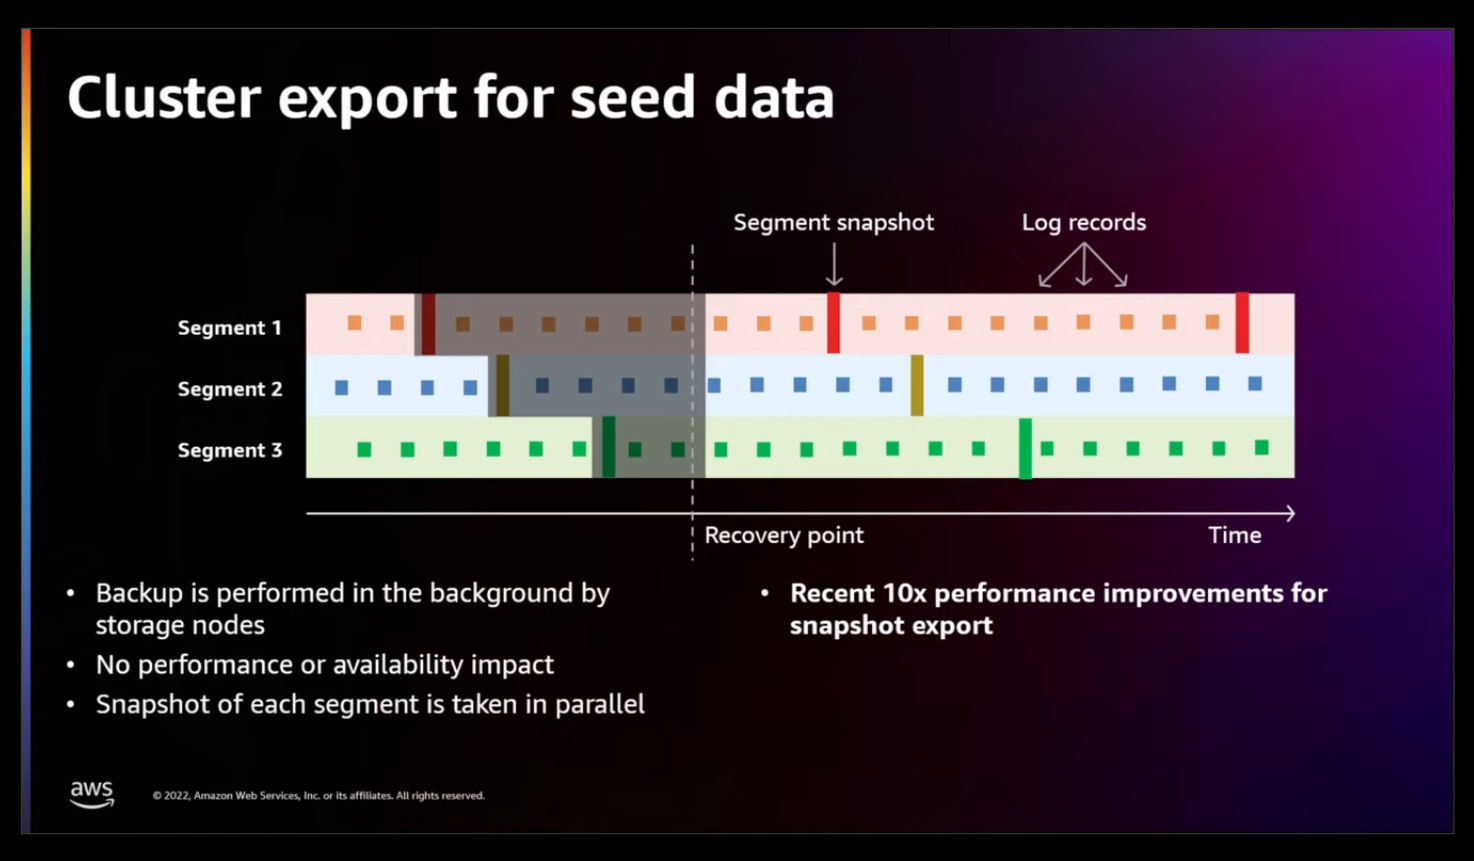 Cluster export for seed data
Segment snapshot
Log records
Segment 1
Segment 2
Segment 3
Recovery point
Time
• Backup is performed in the background by
storage nodes
• No performance or availability impact
• Snapshot of each segment is taken in parallel
• Recent 10x performance improvements for
snapshot export
aws
© 2022, Amazon Web Services, Inc. or its affiliates. All rights reserved.